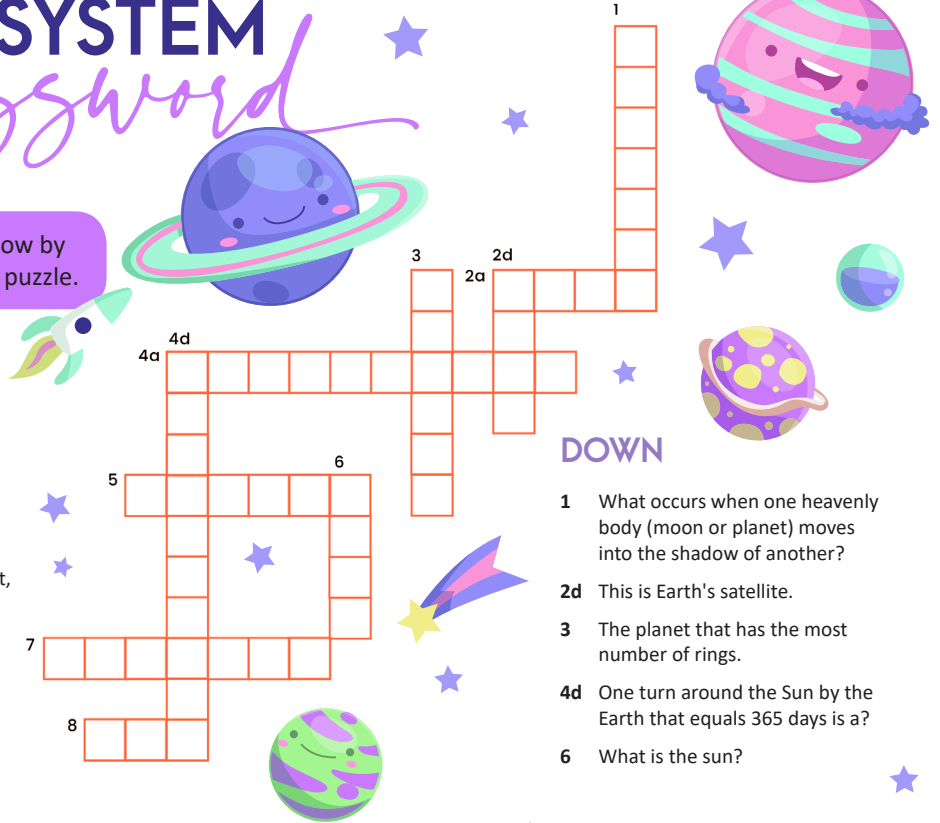 SYSTEM
ow by
puzzle.
1
3
2d
2a
4d
4a
6
5
t,
7
8
DOWN
1 What occurs when one heavenly
body (moon or planet) moves
into the shadow of another?
2d This is Earth's satellite.
3 The planet that has the most
number of rings.
4d One turn around the Sun by the
Earth that equals 365 days is a?
6 What is the sun?